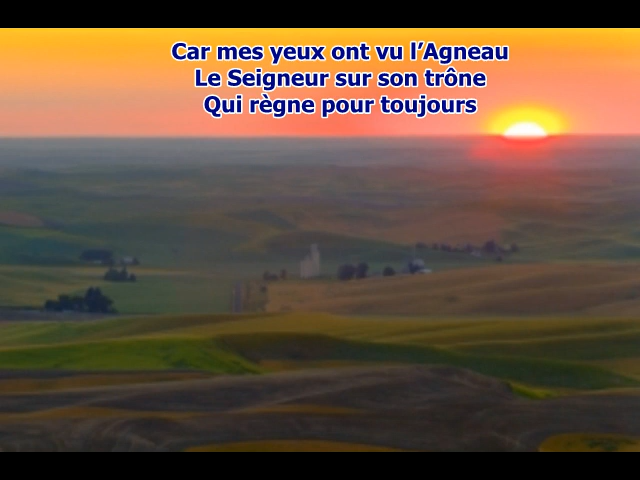 Car mes yeux ont vu l’Agneau
Le Seigneur sur son trône
Qui règne pour toujours